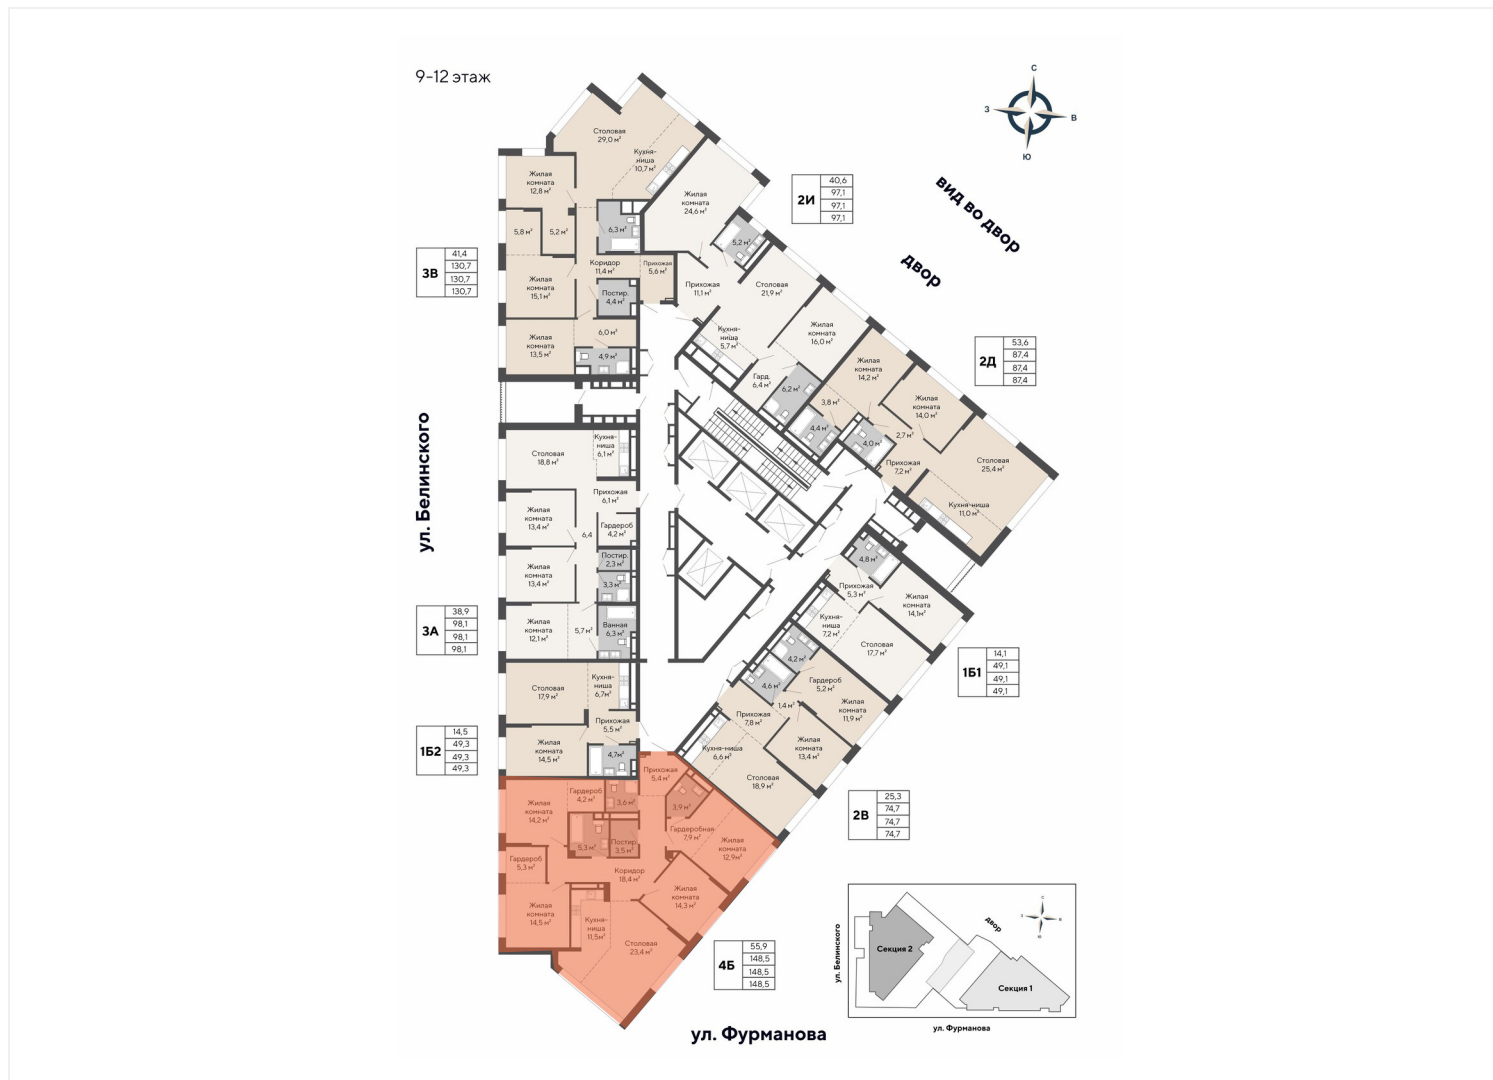 9-12 этаж
С
З
В
Ю
вид во двор
двор
ул. Белинского
ул. Фурманова
3В
41,4
130,7
130,7
130,7
2И
40,6
97,1
97,1
97,1
2Д
53,6
87,4
87,4
87,4
3А
38,9
98,1
98,1
98,1
1Б1
14,1
49,1
49,1
49,1
1Б2
14,5
49,3
49,3
49,3
2В
25,3
74,7
74,7
74,7
4Б
55,9
148,5
148,5
148,5
Столовая
29,0 м²
Кухня-
ниша
10,7 м²
Жилая
комната
12,8 м²
5,8 м²
5,2 м²
6,3 м²
Коридор
11,4 м²
Прихожая
5,6 м²
Жилая
комната
15,1 м²
Постир.
4,4 м²
Жилая
комната
13,5 м²
6,0 м²
4,9 м²
Жилая
комната
24,6 м²
5,2 м²
Прихожая
11,1 м²
Столовая
21,9 м²
Кухня-
ниша
5,7 м²
Жилая
комната
16,0 м²
Гард.
6,4 м²
6,2 м²
Жилая
комната
14,2 м²
3,8 м²
4,4 м²
Жилая
комната
14,0 м²
4,0 м²
2,7 м²
Прихожая
7,2 м²
Столовая
25,4 м²
Кухня-ниша
11,0 м²
Столовая
18,8 м²
Кухня-
ниша
6,1 м²
Прихожая
6,1 м²
Жилая
комната
13,4 м²
6,4
Гардероб
4,2 м²
Постир.
2,3 м²
Жилая
комната
13,4 м²
3,3 м²
Жилая
комната
12,1 м²
5,7 м²
Ванная
6,3 м²
4,8 м²
Прихожая
5,3 м²
Жилая
комната
14,1м²
Кухня-
ниша
7,2 м²
Столовая
17,7 м²
Столовая
17,9 м²
Кухня-
ниша
6,7м²
Прихожая
5,5 м²
Жилая
комната
14,5 м²
4,7м²
4,2 м²
4,6 м²
Гардероб
5,2 м²
1,4 м²
Жилая
комната
11,9 м²
Прихожая
7,8 м²
Жилая
комната
13,4 м²
Кухня-ниша
6,6 м²
Столовая
18,9 м²
Прихожая
5,4 м²
Гардероб
4,2 м²
3,6 м²
3,9 м²
Жилая
комната
14,2 м²
Гардеробная
7,9 м²
5,3 м²
Постир.
3,5 м²
Жилая
комната
12,9м²
Гардероб
5,3 м²
Коридор
18,4 м²
Жилая
комната
14,3 м²
Жилая
комната
14,5 м²
Кухня-
ниша
11,5м²
Столовая
23,4 м²
ул. Белинского
Секция 2
двор
Секция 1
С
З
В
Ю
ул. Фурманова